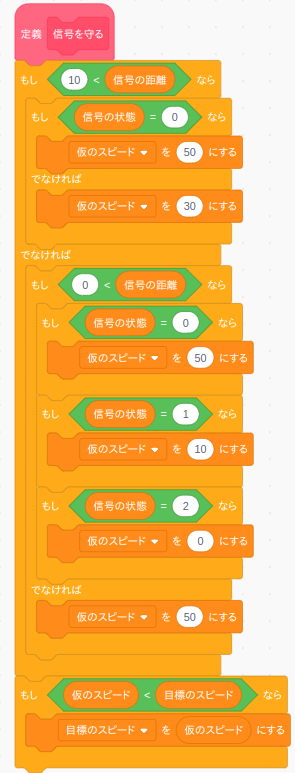 定義 信号を守る
もし 10 < 信号の距離 なら
もし 信号の状態 = 0 なら
仮のスピード を 50 にする
でなければ
仮のスピード を 30 にする
でなければ
もし 0 < 信号の距離 なら
もし 信号の状態 = 0 なら
仮のスピード を 50 にする
もし 信号の状態 = 1 なら
仮のスピード を 10 にする
もし 信号の状態 = 2 なら
仮のスピード を 0 にする
でなければ
仮のスピード を 50 にする
もし 仮のスピード < 目標のスピード なら
目標のスピード を 仮のスピード にする